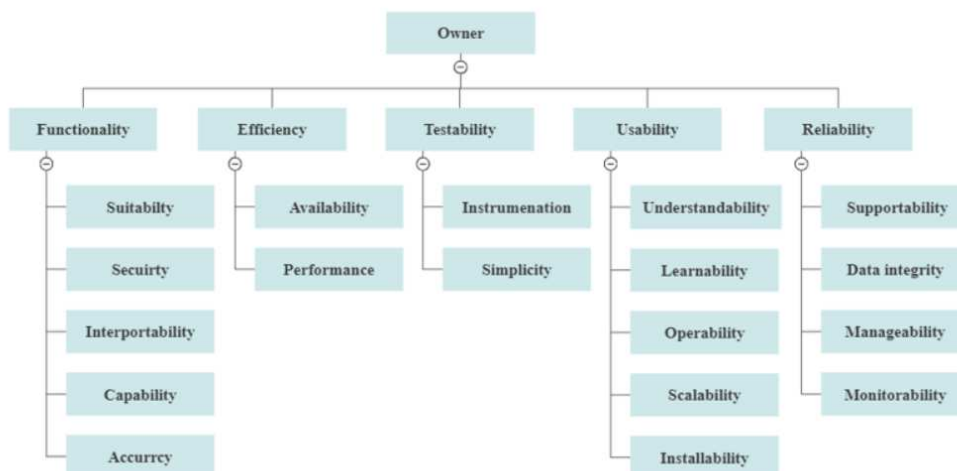 Owner
Functionality
Efficiency
Testability
Usability
Reliability
Suitabilty
Secuirty
Interportability
Capability
Accurrcy
Availability
Performance
Instrumenation
Simplicity
Understandability
Learnability
Operability
Scalability
Installability
Supportability
Data integrity
Manageability
Monitorability